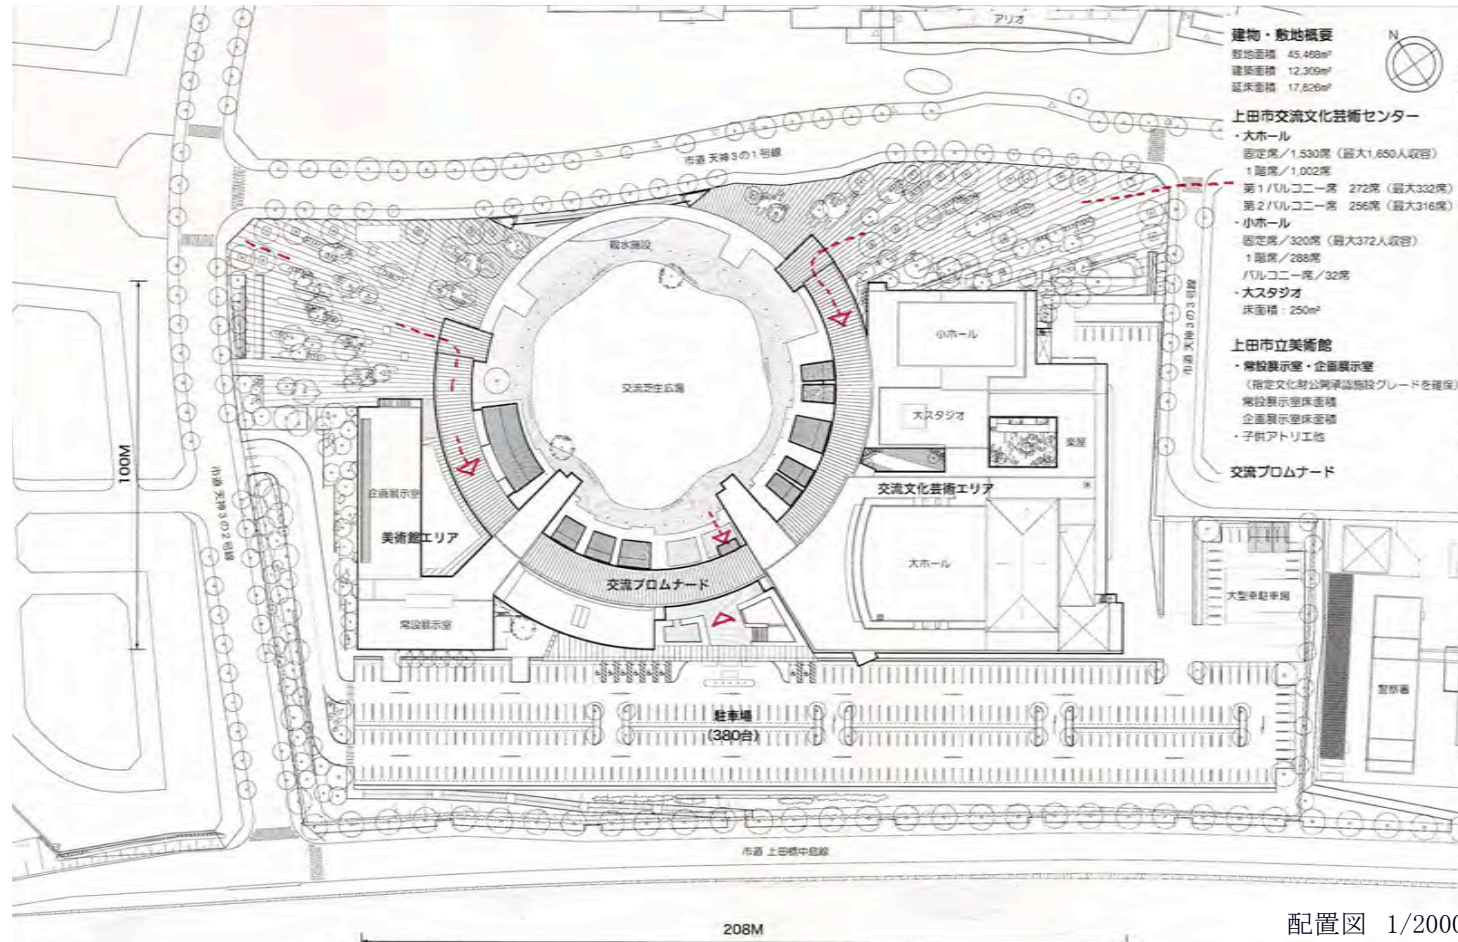 アリオ
N
建物・敷地概要
敷地面積 45,468m²
建築面積 12,309m²
延床面積 17,826m²
上田市交流文化芸術センター
・大ホール
固定席／1,530席（最大1,650人収容）
1階席／1,002席
第1バルコニー席 272席（最大332席）
第2バルコニー席 256席（最大316席）
・小ホール
固定席／320席（最大372人収容）
1階席／288席
バルコニー席／32席
・大スタジオ
床面積：250m²
上田市立美術館
・常設展示室・企画展示室
（指定文化財公開承認施設グレードを確保）
常設展示室床面積
企画展示室床面積
・子供アトリエ他
交流プロムナード
市道 天神3の1号線
親水施設
市道 天神3の3号線
小ホール
交流芝生広場
大スタジオ
楽屋
100M
市道 天神3の2号線
企画展示室
美術館エリア
交流文化芸術エリア
大ホール
交流プロムナード
大型車駐車場
常設展示室
警察署
駐車場
(380台)
市道 上田橋中島線
配置図 1/2000
208M